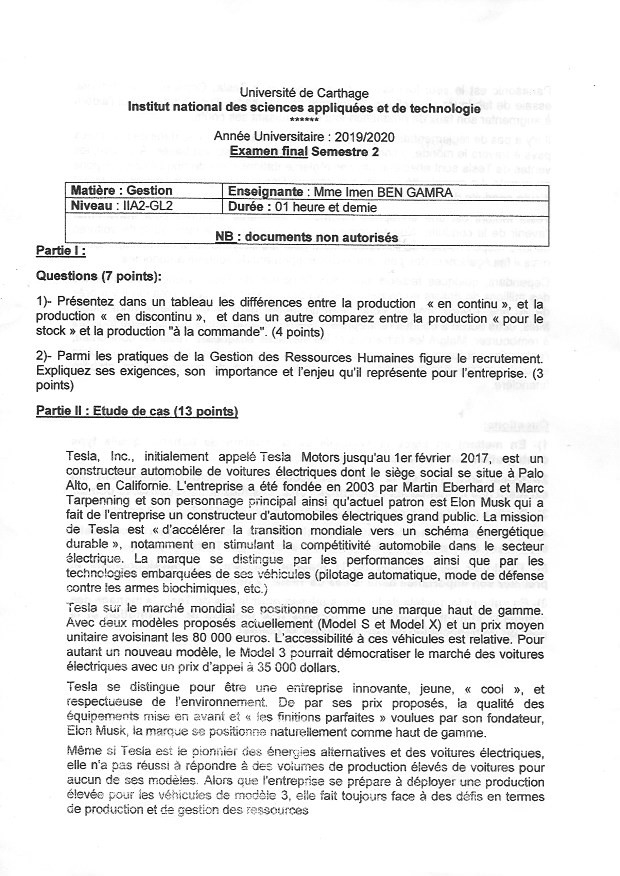 Université de Carthage
Institut national des sciences appliquées et de technologie
******
Année Universitaire : 2019/2020
Examen final Semestre 2
Matière : Gestion Enseignante : Mme Imen BEN GAMRA
Niveau : IIA2-GL2 Durée : 01 heure et demie
NB : documents non autorisés
Partie I :
Questions (7 points):
1)- Présentez dans un tableau les différences entre la production « en continu », et la
production « en discontinu », et dans un autre comparez entre la production « pour le
stock » et la production "à la commande". (4 points)
2)- Parmi les pratiques de la Gestion des Ressources Humaines figure le recrutement.
Expliquez ses exigences, son importance et l'enjeu qu'il représente pour l'entreprise. (3
points)
Partie II : Etude de cas (13 points)
Tesla, Inc., initialement appelé Tesla Motors jusqu'au 1er février 2017, est un
constructeur automobile de voitures électriques dont le siège social se situe à Palo
Alto, en Californie. L'entreprise a été fondée en 2003 par Martin Eberhard et Marc
Tarpenning et son personnage principal ainsi qu'actuel patron est Elon Musk qui a
fait de l'entreprise un constructeur d'automobiles électriques grand public. La mission
de Tesla est « d'accélérer la transition mondiale vers un schéma énergétique
durable », notamment en stimulant la compétitivité automobile dans le secteur
électrique. La marque se distingue par les performances ainsi que par les
technologies embarquées de ses véhicules (pilotage automatique, mode de défense
contre les armes biochimiques, etc.)
Tesla sur le marché mondial se positionne comme une marque haut de gamme.
Avec deux modèles proposés actuellement (Model S et Model X) et un prix moyen
unitaire avoisinant les 80 000 euros. L'accessibilité à ces véhicules est relative. Pour
autant un nouveau modèle, le Model 3 pourrait démocratiser le marché des voitures
électriques avec un prix d'appel à 35 000 dollars.
Tesla se distingue pour être une entreprise innovante, jeune, « cool », et
respectueuse de l'environnement. De par ses prix proposés, la qualité des
équipements mise en avant et « les finitions parfaites » voulues par son fondateur,
Elon Musk, la marque se positionne naturellement comme haut de gamme.
Même si Tesla est le pionnier des énergies alternatives et des voitures électriques,
elle n'a pas réussi à répondre à des volumes de production élevés de voitures pour
aucun de ses modèles. Alors que l'entreprise se prépare à déployer une production
élevée pour les véhicules de modèle 3, elle fait toujours face à des défis en termes
de production et de gestion des ressources